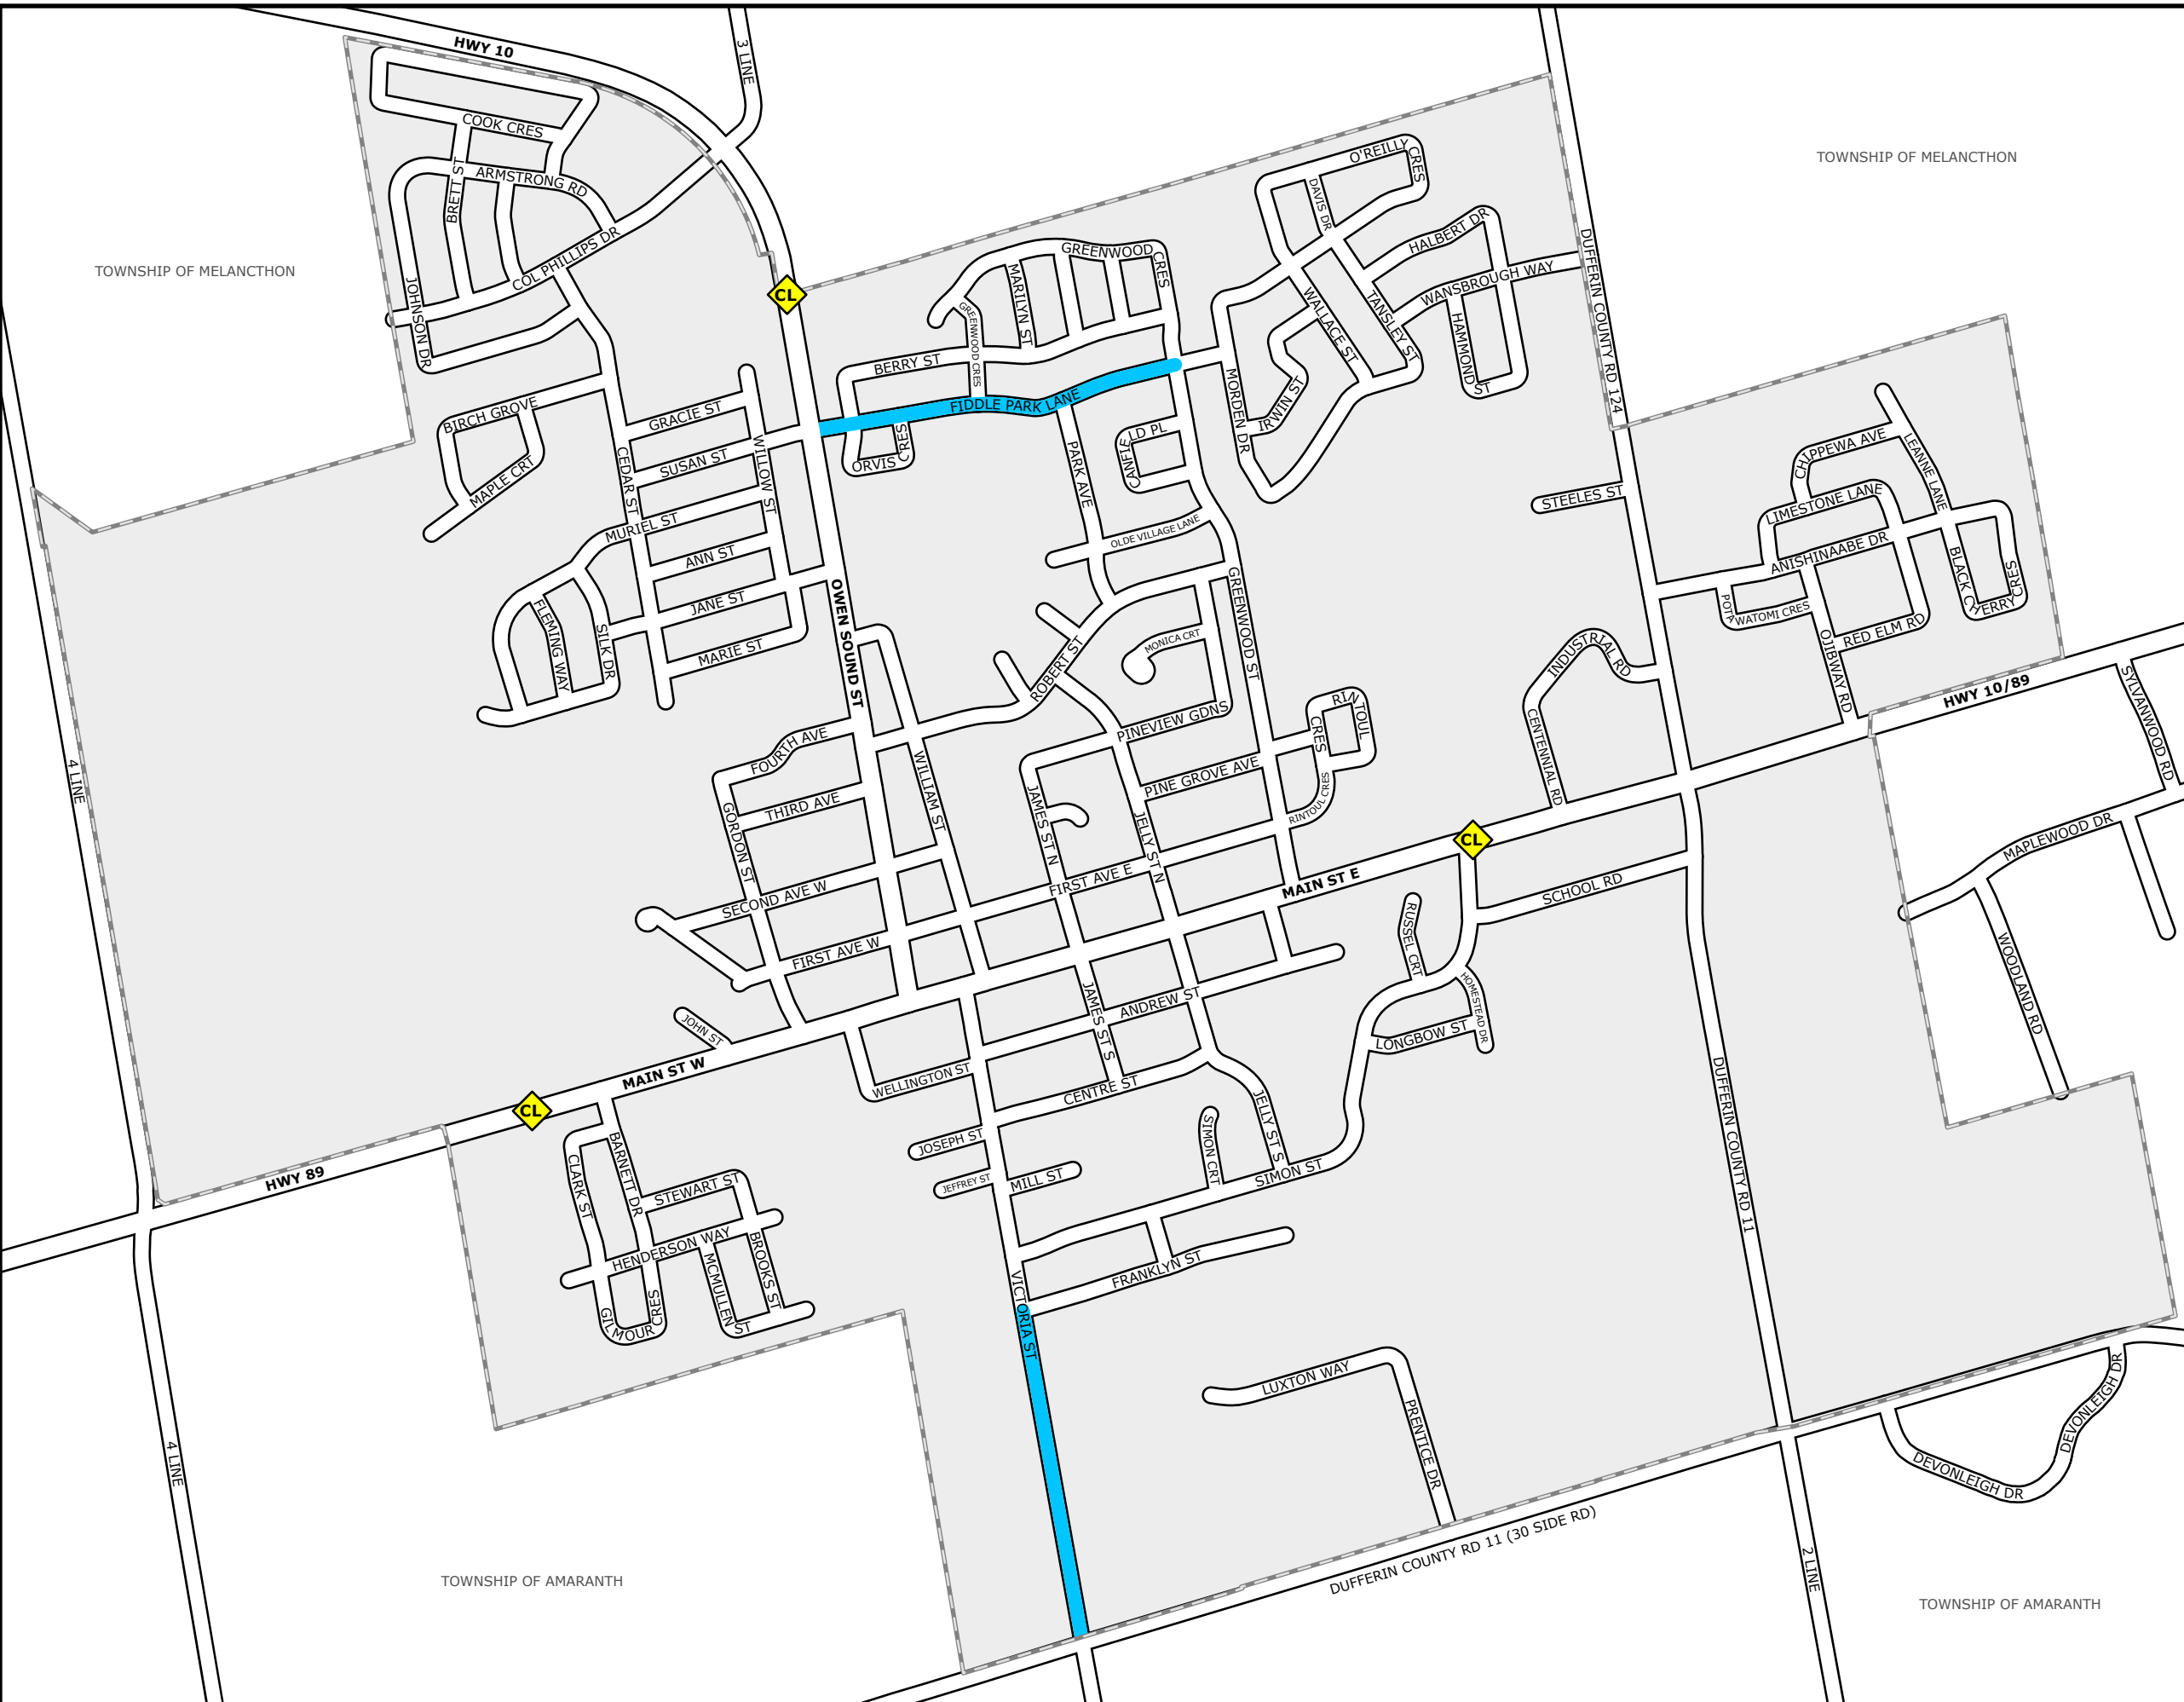 HWY 10
3 LINE
TOWNSHIP OF MELANCTHON
COOK CRES
BRETT ST
ARMSTRONG RD
COL PHILLIPS DR
JOHNSON DR
TOWNSHIP OF MELANCTHON
CL
O'REILLY CRES
DAVIS DR
HALBERT DR
WANSBROUGH WAY
DUFFERIN COUNTY RD 124
GREENWOOD CRES
MARILYN ST
GREENWOOD CRES
BERRY ST
WALLACE ST
TANSLEY ST
HAMMOND ST
FIDDLE PARK LANE
MORDEN DR
IRWIN ST
BIRCH GROVE
MAPLE CRT
GRACIE ST
SUSAN ST
CEDAR ST
WILLOW ST
ORVIS CRES
PARK AVE
CANFIELD PL
MURIEL ST
ANN ST
JANE ST
MARIE ST
FLEMING WAY
SILK DR
OWEN SOUND ST
OLDE VILLAGE LANE
GREENWOOD ST
STEELES ST
CHIPPEWA AVE
LEANNE LANE
LIMESTONE LANE
ANISHINAABE DR
BLACK CHERRY CRES
POTAWATOMI CRES
RED ELM RD
OJIBWAY RD
INDUSTRIAL RD
CENTENNIAL RD
HWY 10/89
SYLVANWOOD RD
MONICA CRT
ROBERT ST
PINEVIEW GDNS
RINTOUL CRES
PINE GROVE AVE
RINTOUL CRES
FOURTH AVE
THIRD AVE
GORDON ST
WILLIAM ST
JAMES ST N
JELLY ST N
4 LINE
SECOND AVE W
FIRST AVE E
FIRST AVE W
MAIN ST E
CL
SCHOOL RD
MAPLEWOOD DR
WOODLAND RD
RUSSEL CRT
HOMESTEAD DR
LONGBOW ST
JOHN ST
MAIN ST W
CL
HWY 89
ANDREW ST
JAMES ST S
WELLINGTON ST
CENTRE ST
JOSEPH ST
JEFFREY ST
MILL ST
JELLY ST S
SIMON CRT
SIMON ST
FRANKLYN ST
VICTORIA ST
DUFFERIN COUNTY RD 11
CLARK ST
BARNETT DR
STEWART ST
HENDERSON WAY
BROOKS ST
MCMULLEN ST
GILMOUR CRES
LUXTON WAY
PRENTICE DR
DEVONLEIGH DR
DEVONLEIGH DR
4 LINE
DUFFERIN COUNTY RD 11 (30 SIDE RD)
2 LINE
TOWNSHIP OF AMARANTH
TOWNSHIP OF AMARANTH